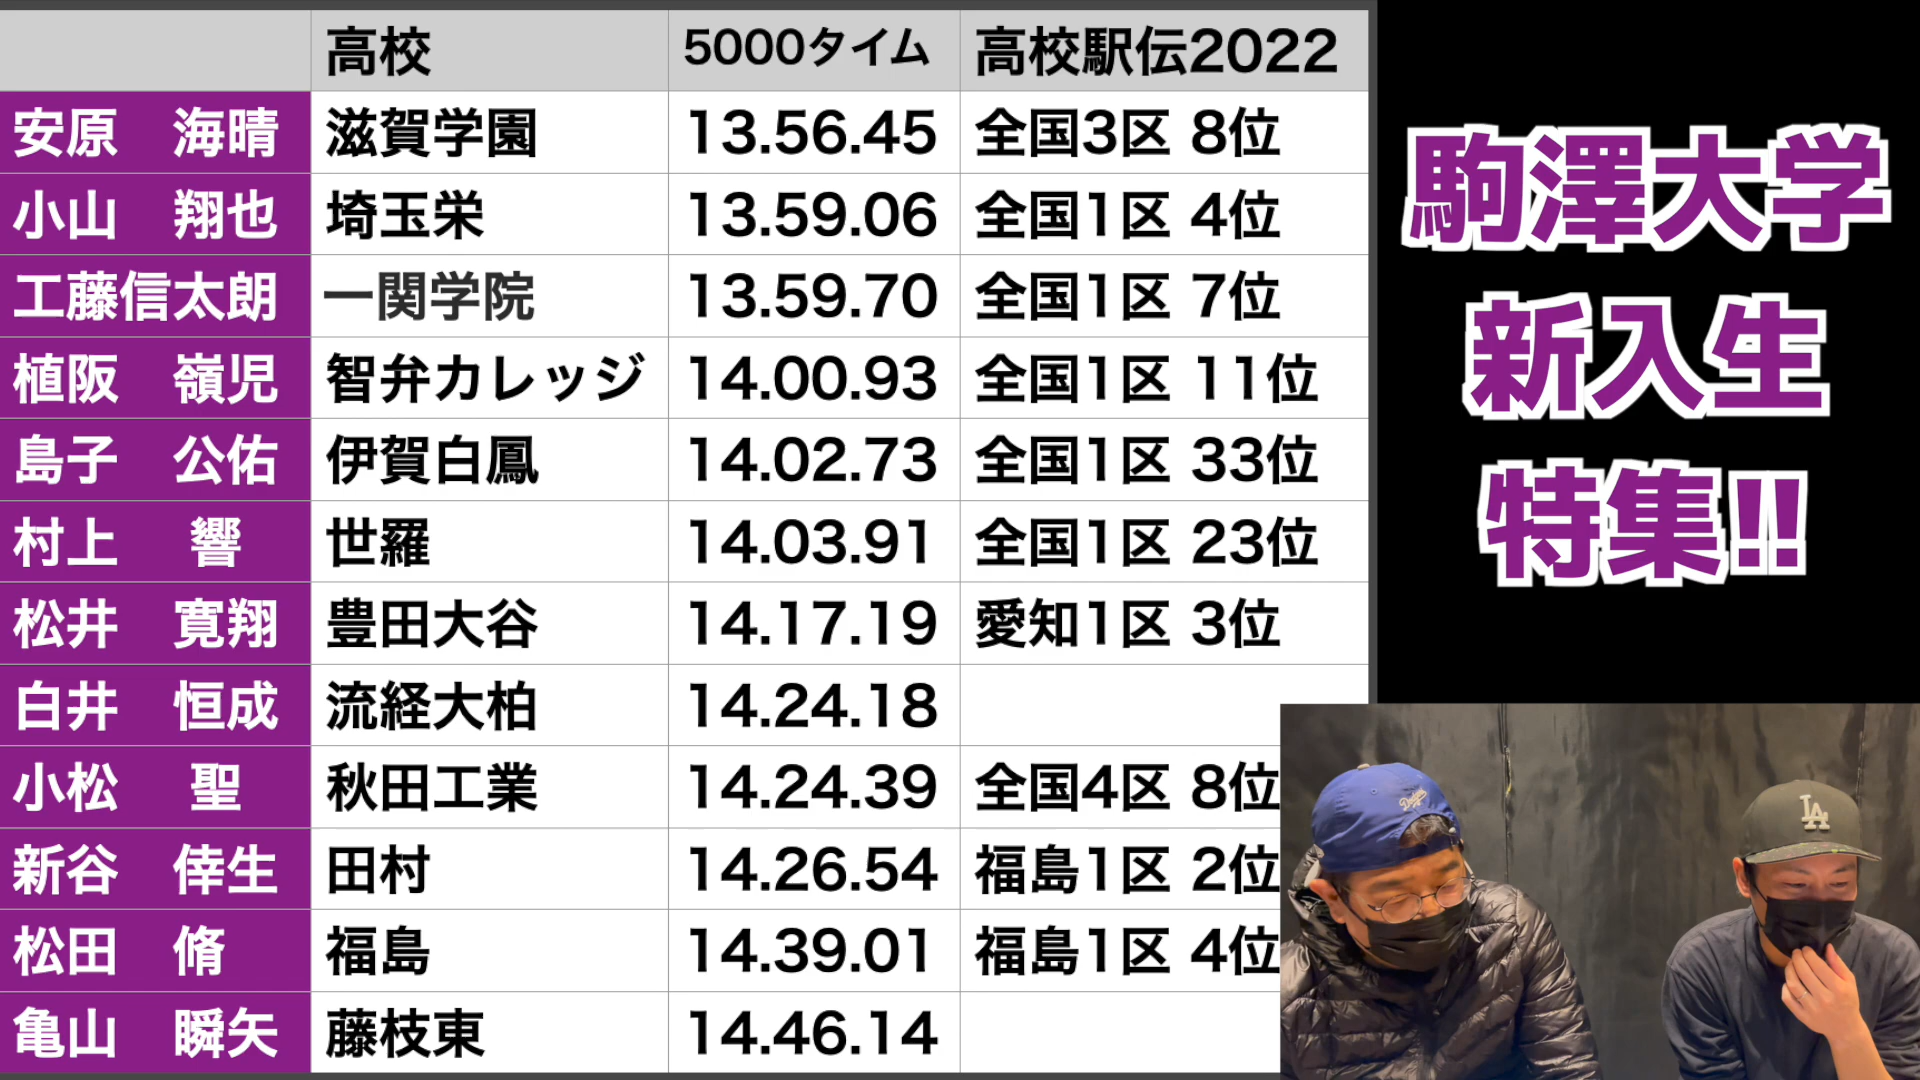 高校 5000タイム 高校駅伝2022
安原 海晴 滋賀学園 13.56.45 全国3区 8位
小山 翔也 埼玉栄 13.59.06 全国1区 4位
工藤信太朗 一関学院 13.59.70 全国1区 7位
植阪 嶺児 智弁カレッジ 14.00.93 全国1区 11位
島子 公佑 伊賀白鳳 14.02.73 全国1区 33位
村上 響 世羅 14.03.91 全国1区 23位
松井 寛翔 豊田大谷 14.17.19 愛知1区 3位
白井 恒成 流経大柏 14.24.18
小松 聖 秋田工業 14.24.39 全国4区 8位
新谷 倖生 田村 14.26.54 福島1区 2位
松田 脩 福島 14.39.01 福島1区 4位
亀山 瞬矢 藤枝東 14.46.14
駒澤大学
新入生
特集!!
Dodgers
LA